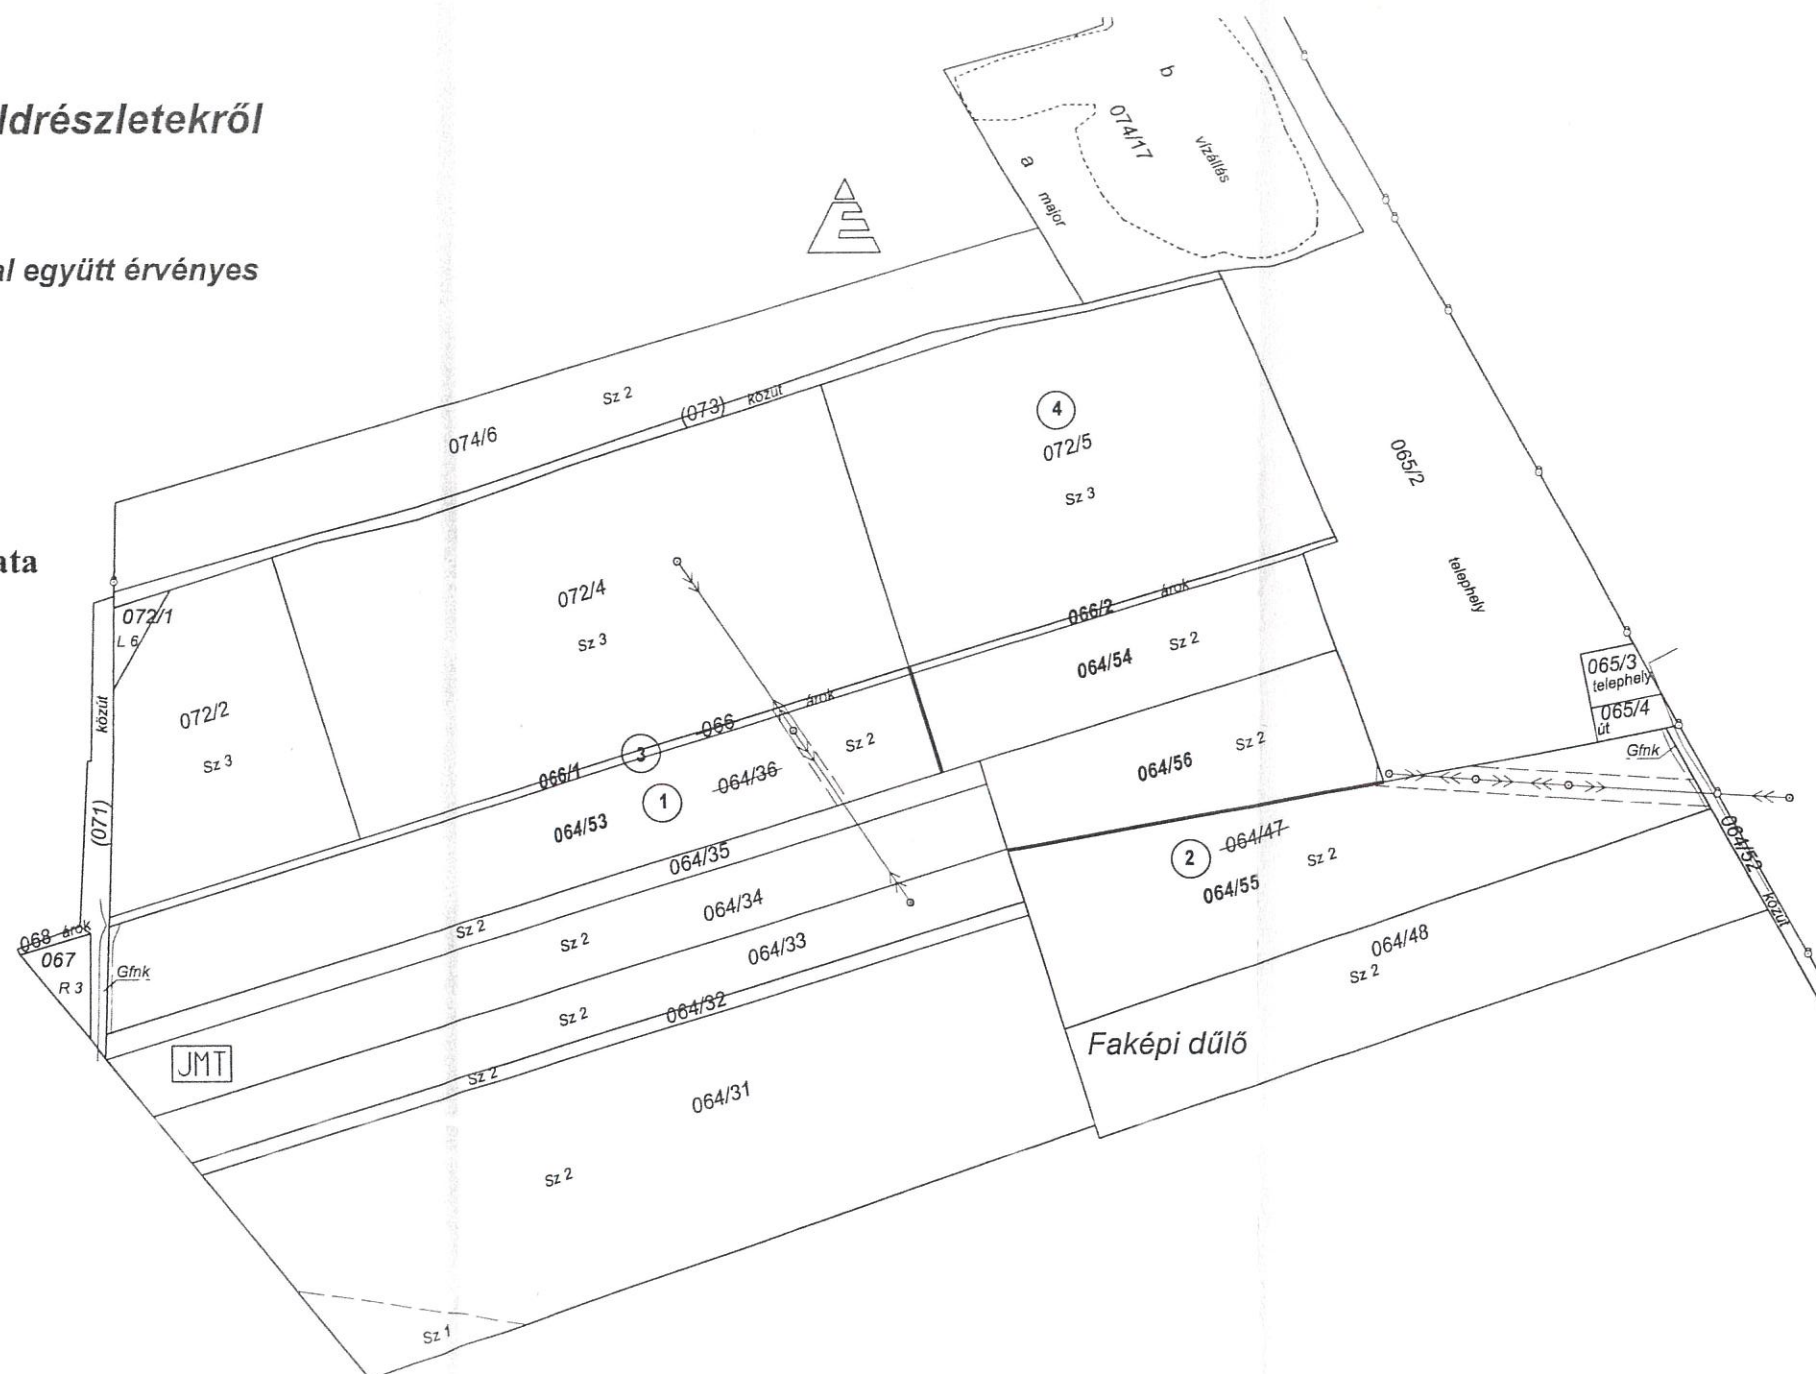 ldrészletekről
al együtt érvényes
ata
b
074/17
vízállás
a
major
E
Sz 2
(073) közút
074/6
4
072/5
Sz 3
065/2
telephely
072/4
Sz 3
072/1
L 6
066/2 árok
064/54
Sz 2
065/3
telephely
065/4
út
Gfnk
közút
072/2
Sz 3
066
árok
Sz 2
3
066/1
064/36
1
064/53
064/56
Sz 2
(071)
064/35
064/47
2
Sz 2
064/55
064/52
közút
064/34
Sz 2
Sz 2
064/33
064/48
Sz 2
068 árok
067
R 3
Gfnk
Sz 2
064/32
Faképi dűlő
JMT
Sz 2
064/31
Sz 2
Sz 1